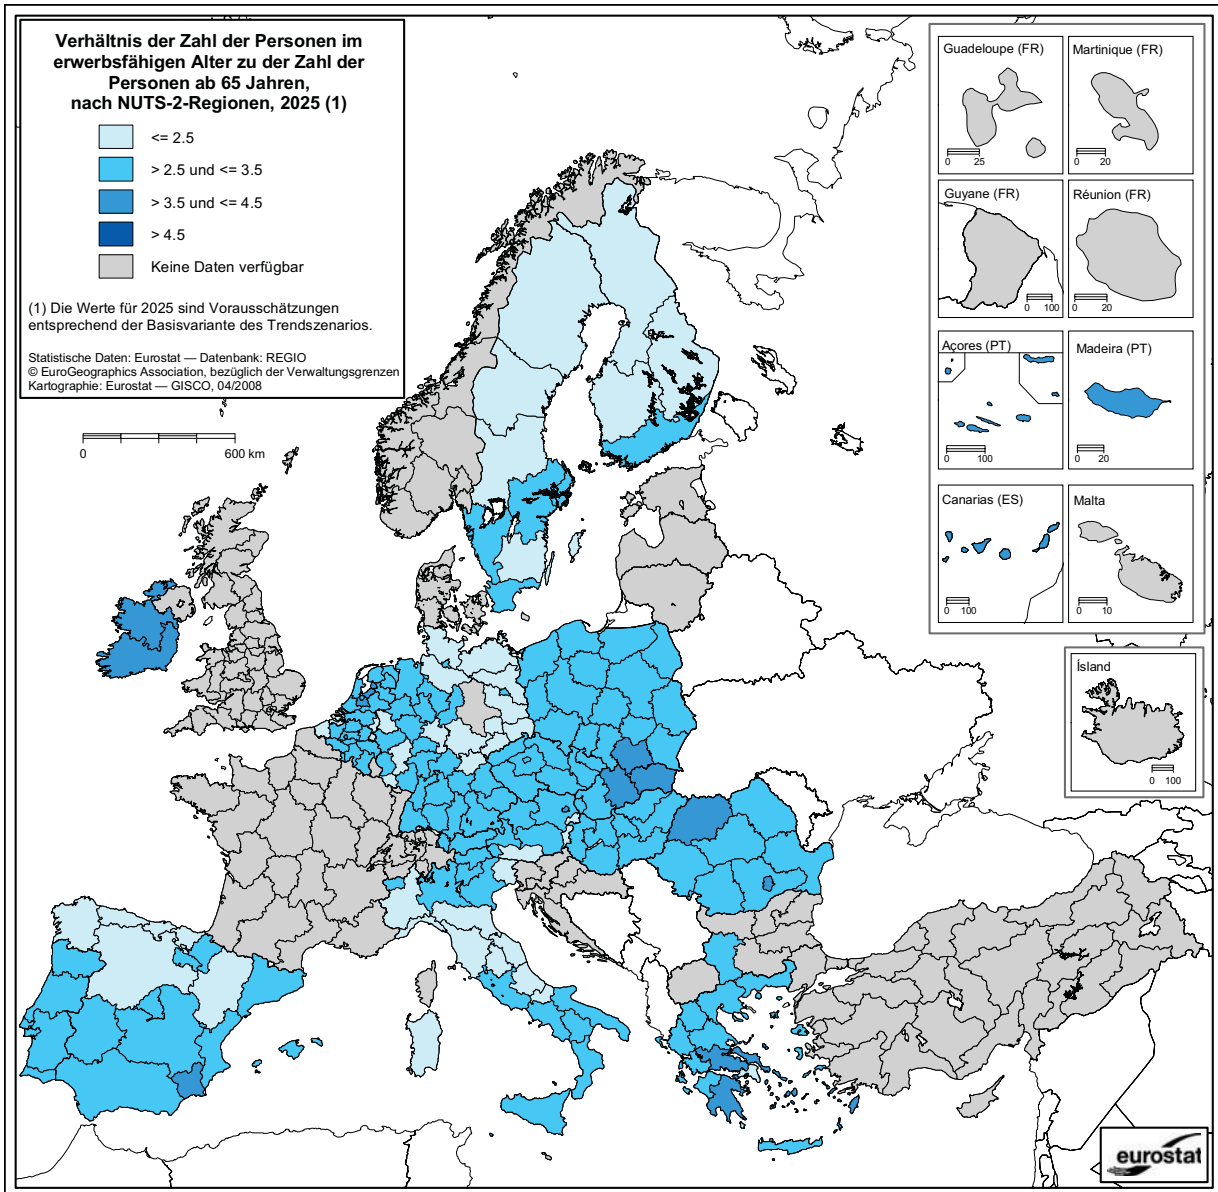 Verhältnis der Zahl der Personen im
erwerbsfähigen Alter zu der Zahl der
Personen ab 65 Jahren,
nach NUTS-2-Regionen, 2025 (1)
<= 2.5
> 2.5 und <= 3.5
> 3.5 und <= 4.5
> 4.5
Keine Daten verfügbar
(1) Die Werte für 2025 sind Vorausschätzungen
entsprechend der Basisvariante des Trendszenarios.
Statistische Daten: Eurostat — Datenbank: REGIO
© EuroGeographics Association, bezüglich der Verwaltungsgrenzen
Kartographie: Eurostat — GISCO, 04/2008
0 600 km
Guadeloupe (FR)
0 25
Martinique (FR)
0 20
Guyane (FR)
0 100
Réunion (FR)
0 20
Açores (PT)
0 100
Madeira (PT)
0 20
Canarias (ES)
0 100
Malta
0 10
Ísland
0 100
eurostat